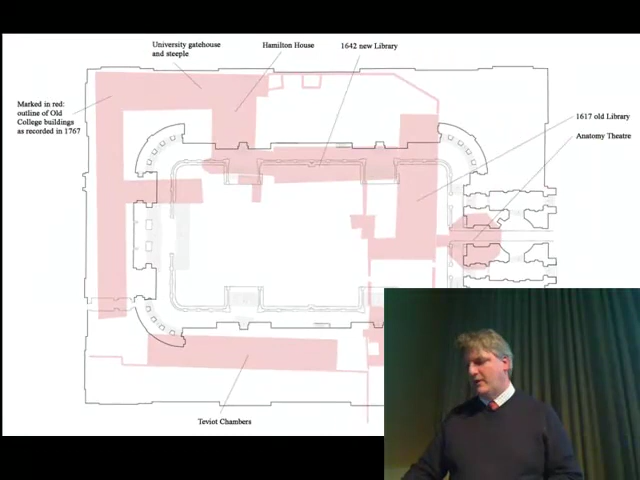 University gatehouse
and steeple
Hamilton House
1642 new Library
Marked in red:
outline of Old
College buildings
as recorded in 1767
1617 old Library
Anatomy Theatre
Teviot Chambers